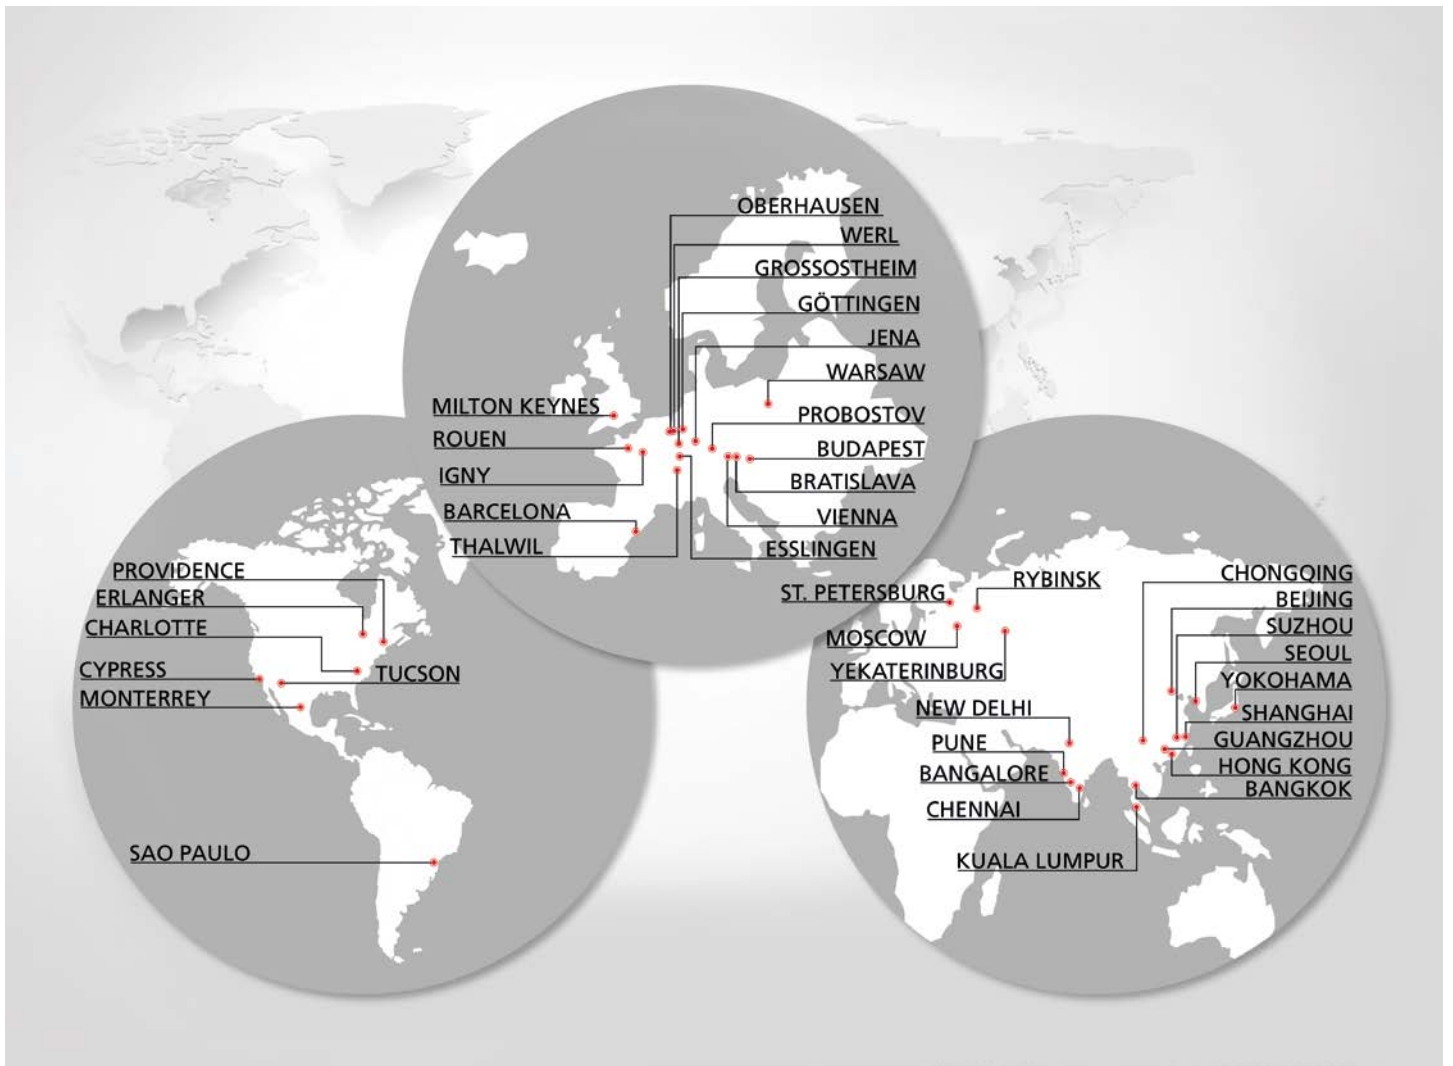 OBERHAUSEN
WERL
GROSSOSTHEIM
GÖTTINGEN
JENA
WARSAW
MILTON KEYNES
PROBOSTOV
ROUEN
BUDAPEST
IGNY
BRATISLAVA
BARCELONA
VIENNA
THALWIL
ESSLINGEN
PROVIDENCE
ERLANGER
CHARLOTTE
CYPRESS
TUCSON
MONTERREY
SAO PAULO
ST. PETERSBURG
RYBINSK
CHONGQING
BEIJING
SUZHOU
MOSCOW
SEOUL
YEKATERINBURG
YOKOHAMA
NEW DELHI
SHANGHAI
PUNE
GUANGZHOU
BANGALORE
HONG KONG
BANGKOK
CHENNAI
KUALA LUMPUR